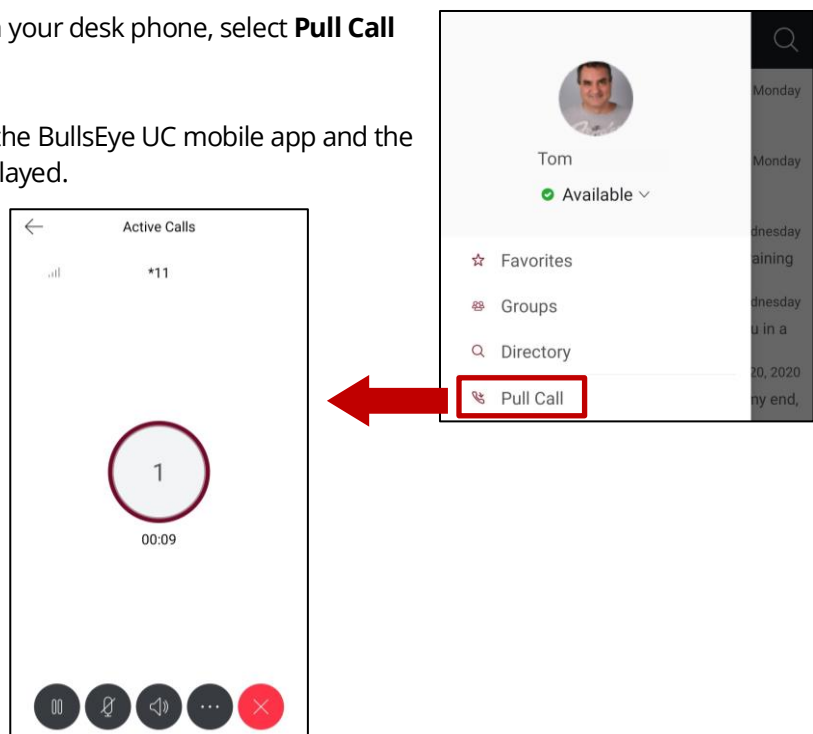 your desk phone, select Pull Call
the BullsEye UC mobile app and the
layed.
Monday
Tom
Monday
Available
dnesday
Favorites
aining
Groups
dnesday
u in a
Directory
20, 2020
Pull Call
ny end,
Active Calls
*11
1
00:09